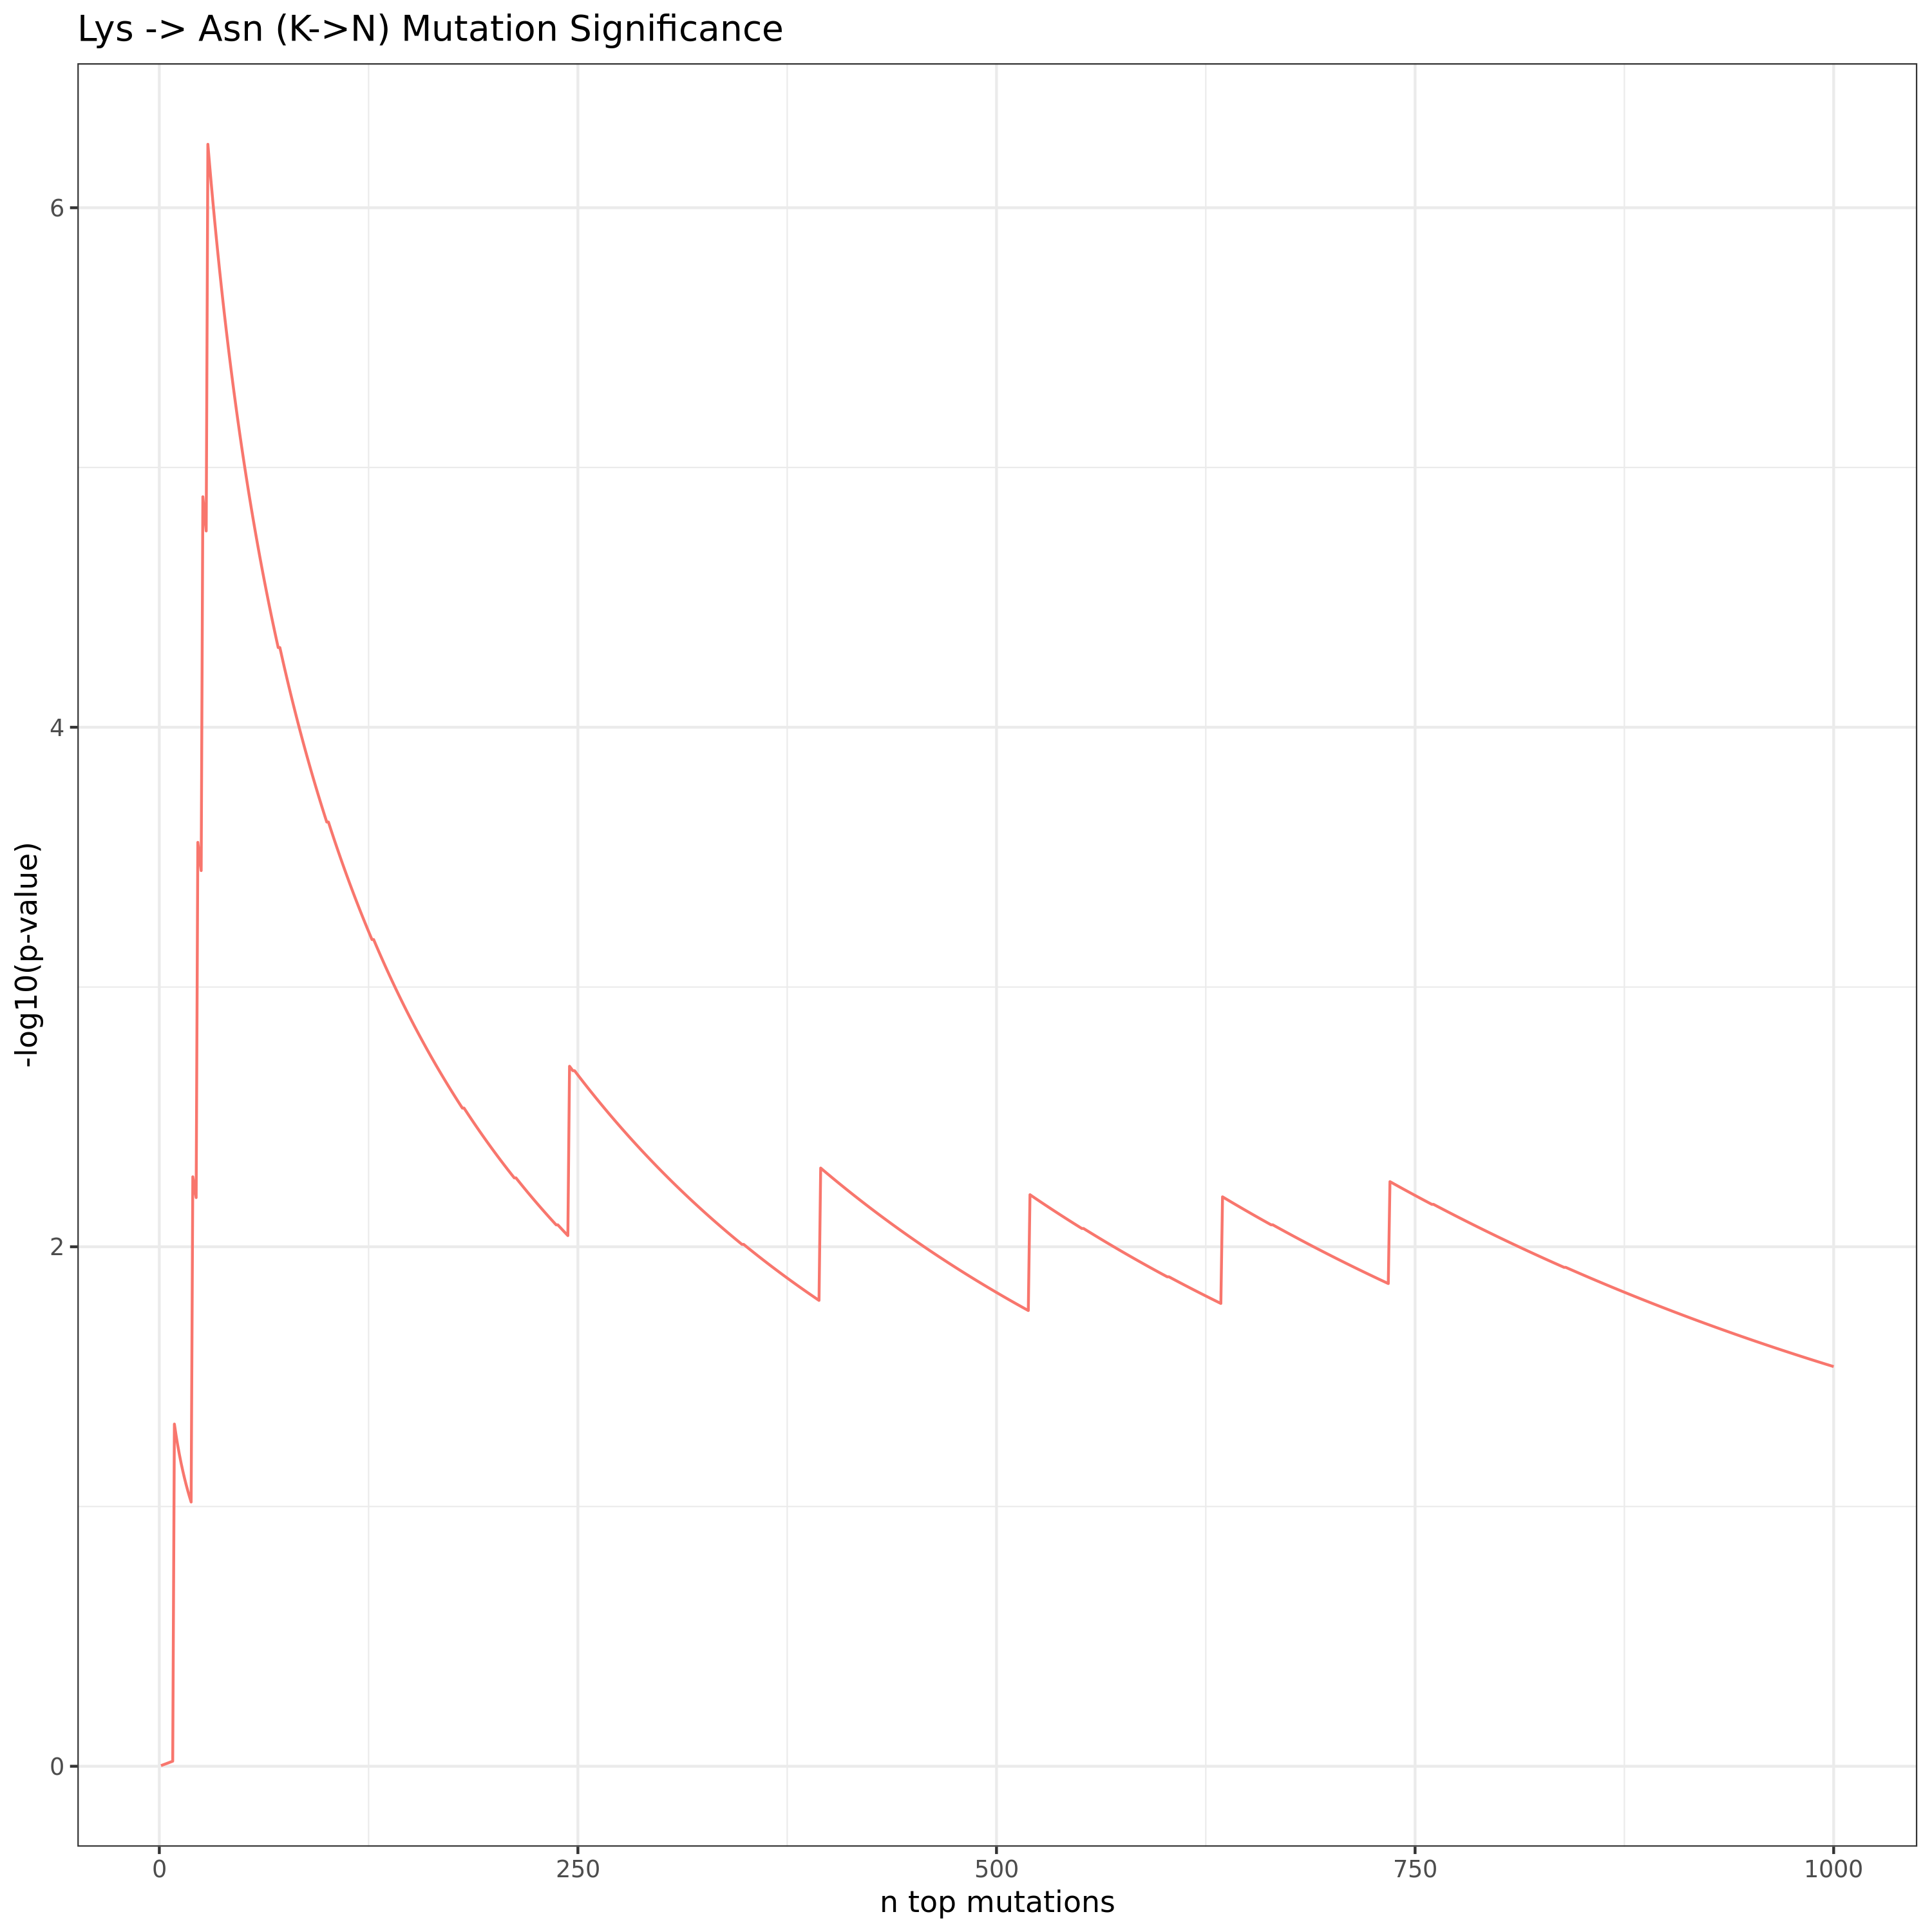 Lys -> Asn (K->N) Mutation Significance
6
4
2
0
-log10(p-value)
0 250 500 750 1000
n top mutations